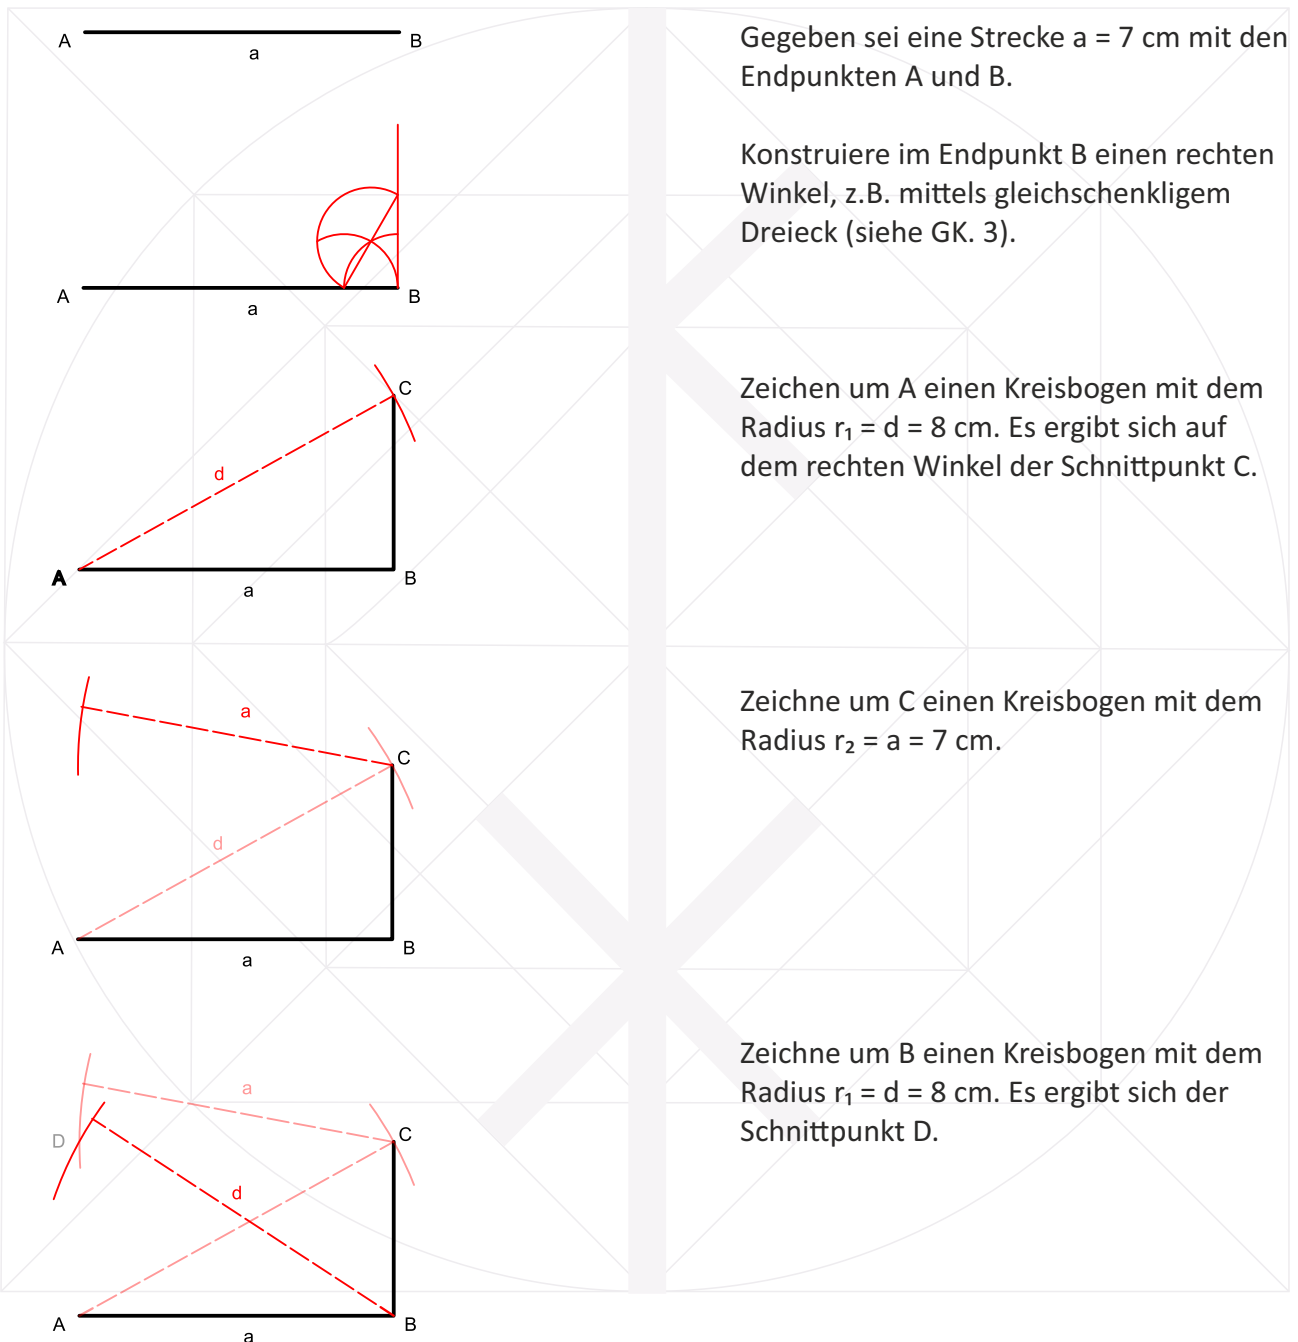 A B
a
Gegeben sei eine Strecke a = 7 cm mit den
Endpunkten A und B.
Konstruiere im Endpunkt B einen rechten
Winkel, z.B. mittels gleichschenkligem
Dreieck (siehe GK. 3).
A B
a
C
d
A B
a
Zeichen um A einen Kreisbogen mit dem
Radius r₁ = d = 8 cm. Es ergibt sich auf
dem rechten Winkel der Schnittpunkt C.
a
C
d
A B
a
Zeichne um C einen Kreisbogen mit dem
Radius r₂ = a = 7 cm.
a
D C
d
A B
a
Zeichne um B einen Kreisbogen mit dem
Radius r₁ = d = 8 cm. Es ergibt sich der
Schnittpunkt D.